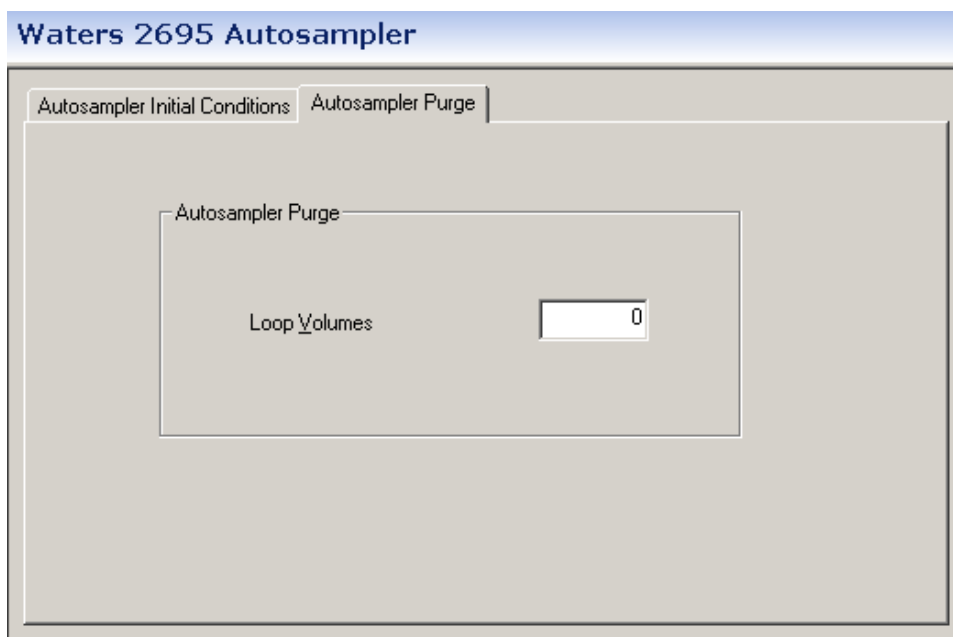 Waters 2695 Autosampler
Autosampler Initial Conditions Autosampler Purge
Autosampler Purge
Loop Volumes 0